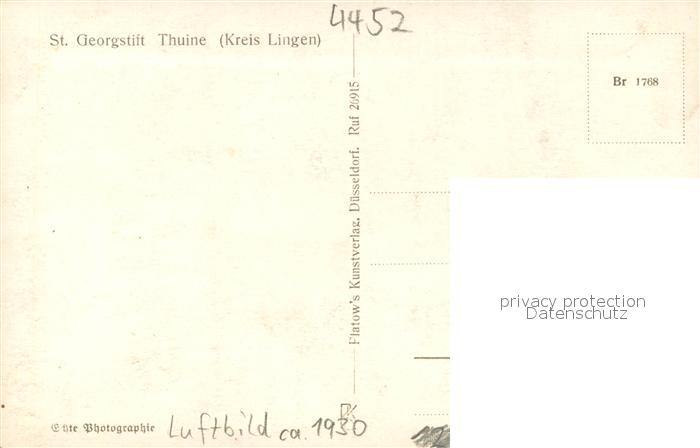 4452
St. Georgstift Thuine (Kreis Lingen)
Br 1768
Flatow's Kunstverlag, Düsseldorf. Ruf 26915
privacy protection
Datenschutz
Echte Photographie
Luftbild ca. 1930